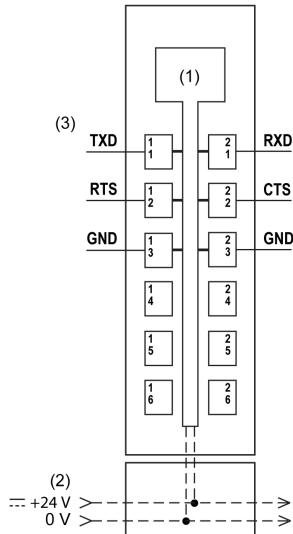 (1)
(3)
TXD 1 1 2 1 RXD
RTS 1 2 2 2 CTS
GND 1 3 2 3 GND
1 4 2 4
1 5 2 5
1 6 2 6
(2)
+24 V
0 V